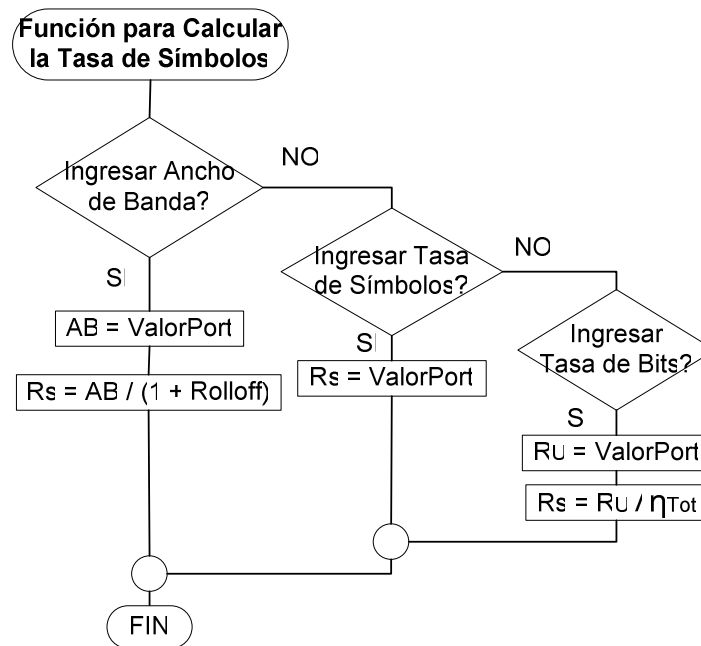 Función para Calcular
la Tasa de Símbolos
Ingresar Ancho
de Banda?
NO
SI
AB = ValorPort
Rs = AB / (1 + Rolloff)
Ingresar Tasa
de Símbolos?
NO
SI
Rs = ValorPort
Ingresar
Tasa de Bits?
S
Ru = ValorPort
Rs = Ru / ηTot
FIN